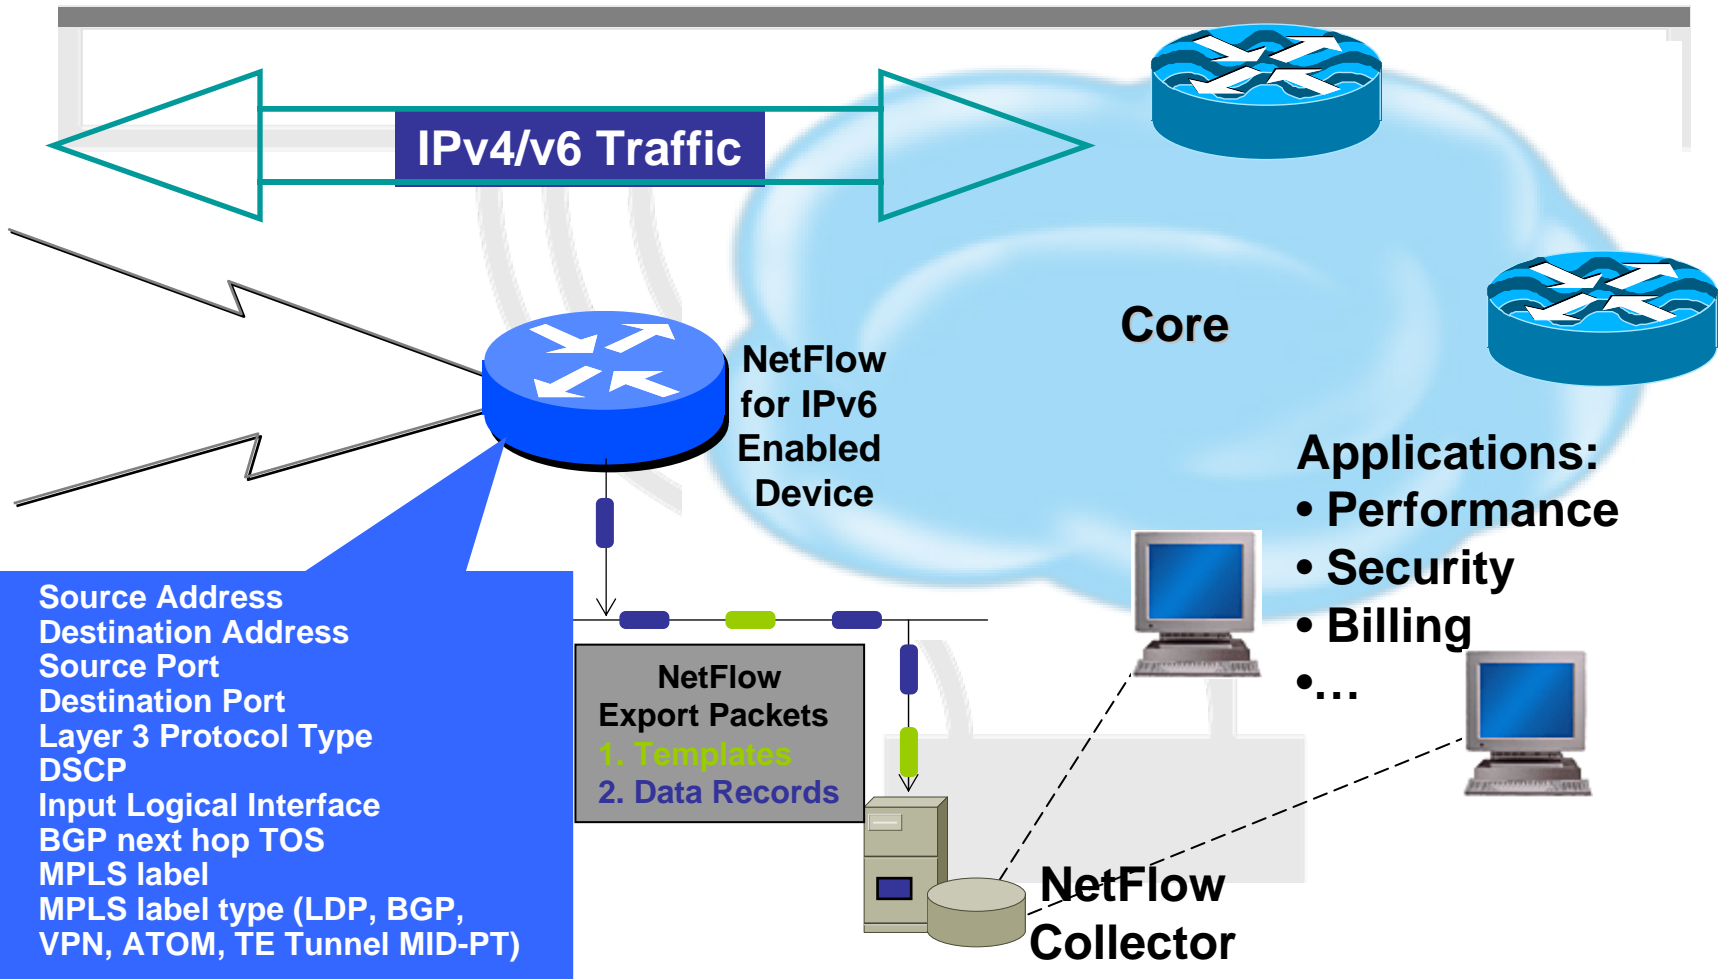 IPv4/v6 Traffic
Core
NetFlow
for IPv6
Enabled
Device
Applications:
• Performance
• Security
• Billing
•…
Source Address
Destination Address
Source Port
Destination Port
Layer 3 Protocol Type
DSCP
Input Logical Interface
BGP next hop TOS
MPLS label
MPLS label type (LDP, BGP,
VPN, ATOM, TE Tunnel MID-PT)
NetFlow
Export Packets
1. Templates
2. Data Records
NetFlow
Collector